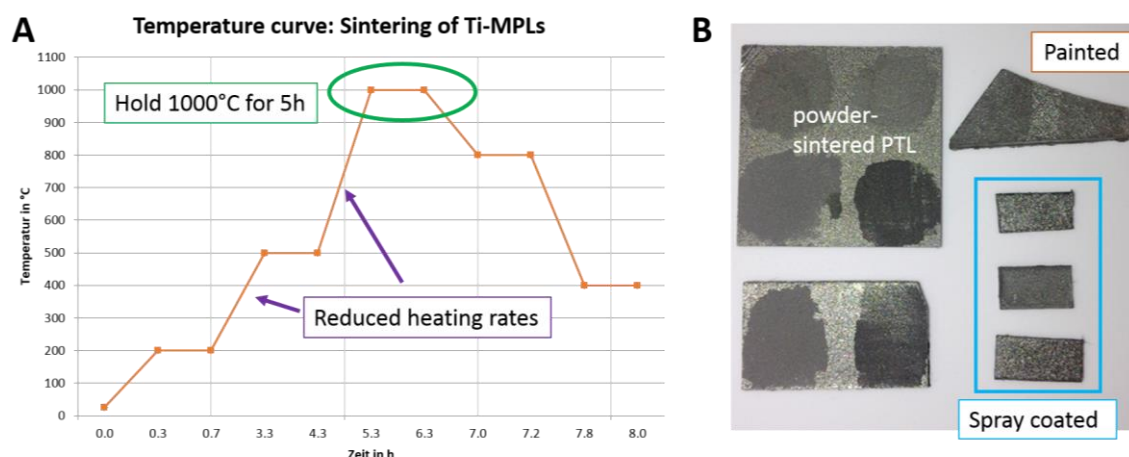 A
Temperature curve: Sintering of Ti-MPLs
1100
1000
900
800
700
600
500
400
300
200
100
0
Temperatur in °C
Hold 1000°C for 5h
Reduced heating rates
0.0 0.3 0.7 3.3 4.3 5.3 6.3 7.0 7.2 7.8 8.0
Zeit in h
B
Painted
powder-
sintered PTL
Spray coated